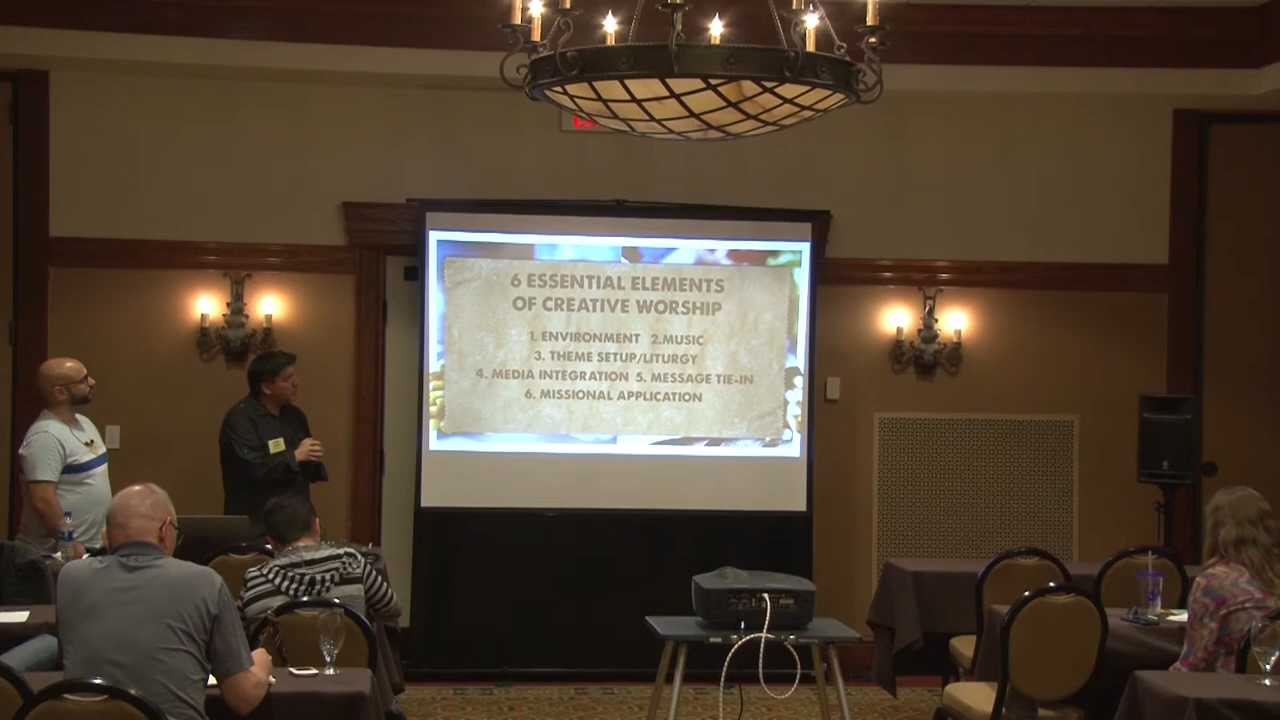 6 ESSENTIAL ELEMENTS
OF CREATIVE WORSHIP
1. ENVIRONMENT 2.MUSIC
3. THEME SETUP/LITURGY
4. MEDIA INTEGRATION 5. MESSAGE TIE-IN
6. MISSIONAL APPLICATION